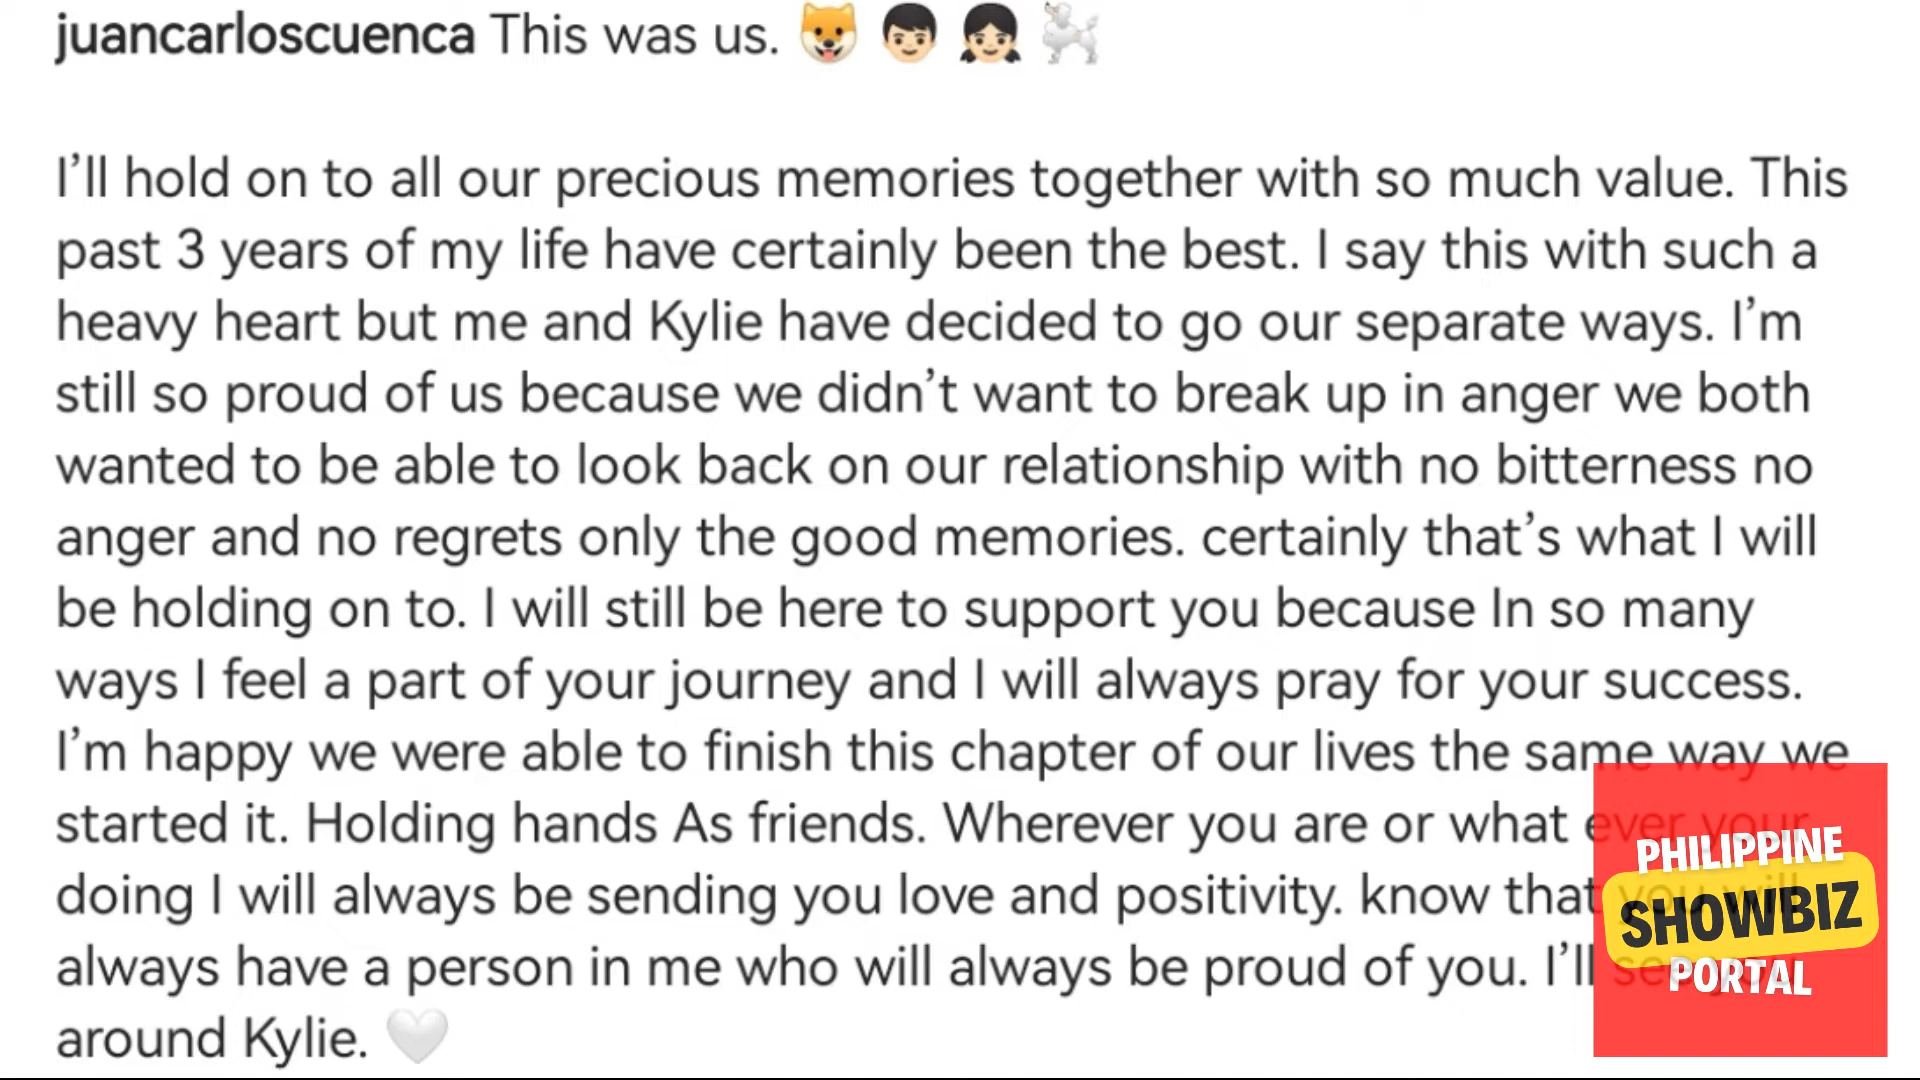 juancarloscuenca This was us. 🐶 👦🏻 👧🏻 🐩
I’ll hold on to all our precious memories together with so much value. This
past 3 years of my life have certainly been the best. I say this with such a
heavy heart but me and Kylie have decided to go our separate ways. I’m
still so proud of us because we didn’t want to break up in anger we both
wanted to be able to look back on our relationship with no bitterness no
anger and no regrets only the good memories. certainly that’s what I will
be holding on to. I will still be here to support you because In so many
ways I feel a part of your journey and I will always pray for your success.
I’m happy we were able to finish this chapter of our lives the same way we
started it. Holding hands As friends. Wherever you are or what ever your
doing I will always be sending you love and positivity. know that you will
always have a person in me who will always be proud of you. I’ll
around Kylie. 🤍
PHILIPPINE
SHOWBIZ
PORTAL